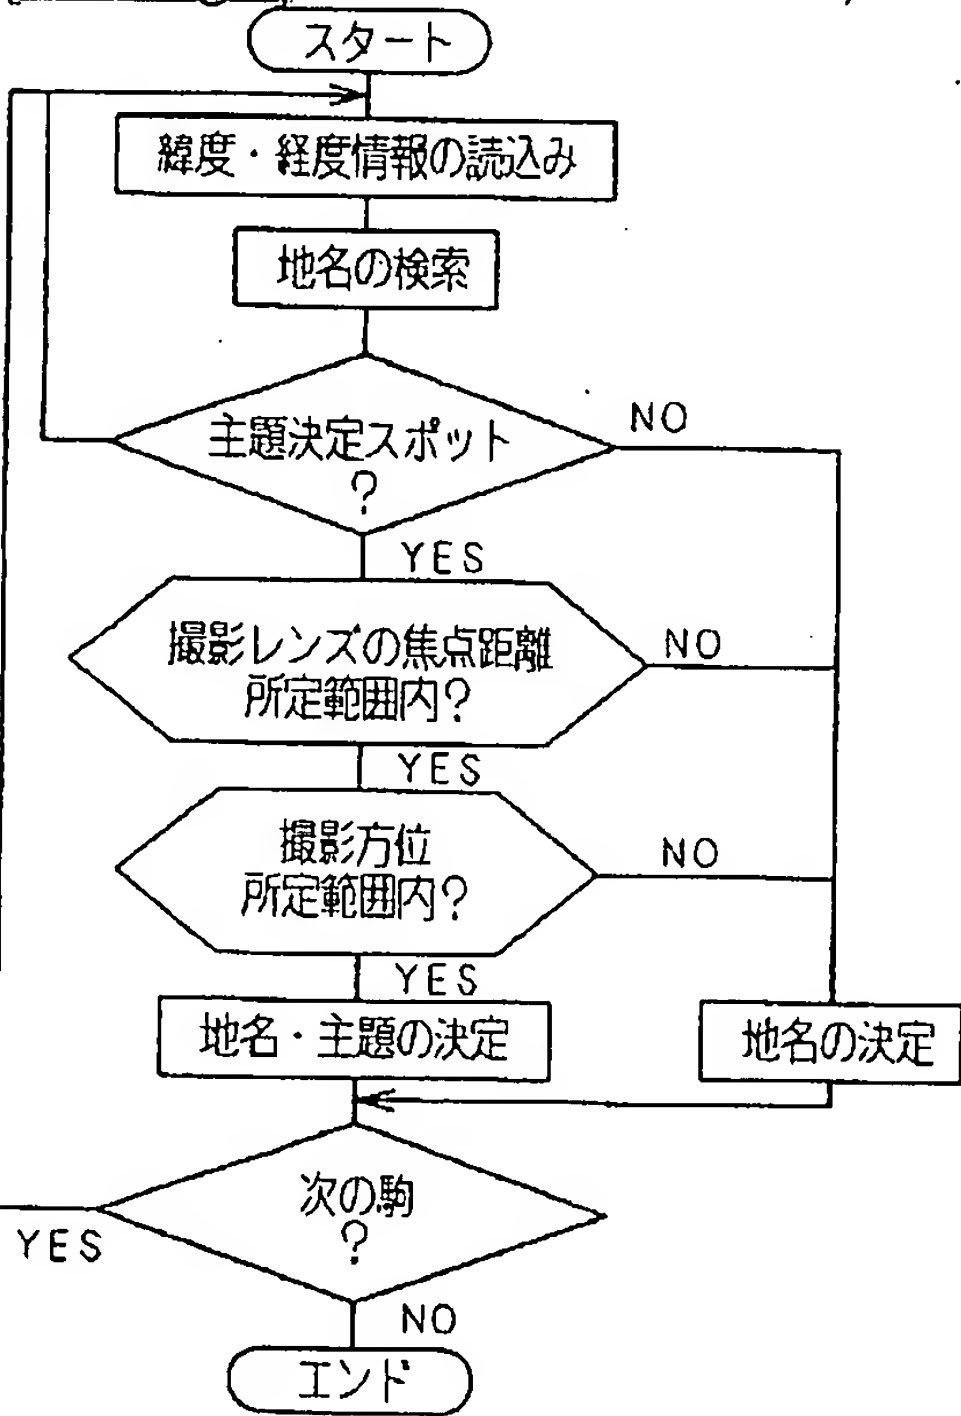 スタート
緯度・経度情報の読込み
地名の検索
主題決定スポット
?
NO
YES
撮影レンズの焦点距離
所定範囲内?
NO
YES
撮影方位
所定範囲内?
NO
YES
地名・主題の決定
地名の決定
次の駒
?
YES
NO
エンド